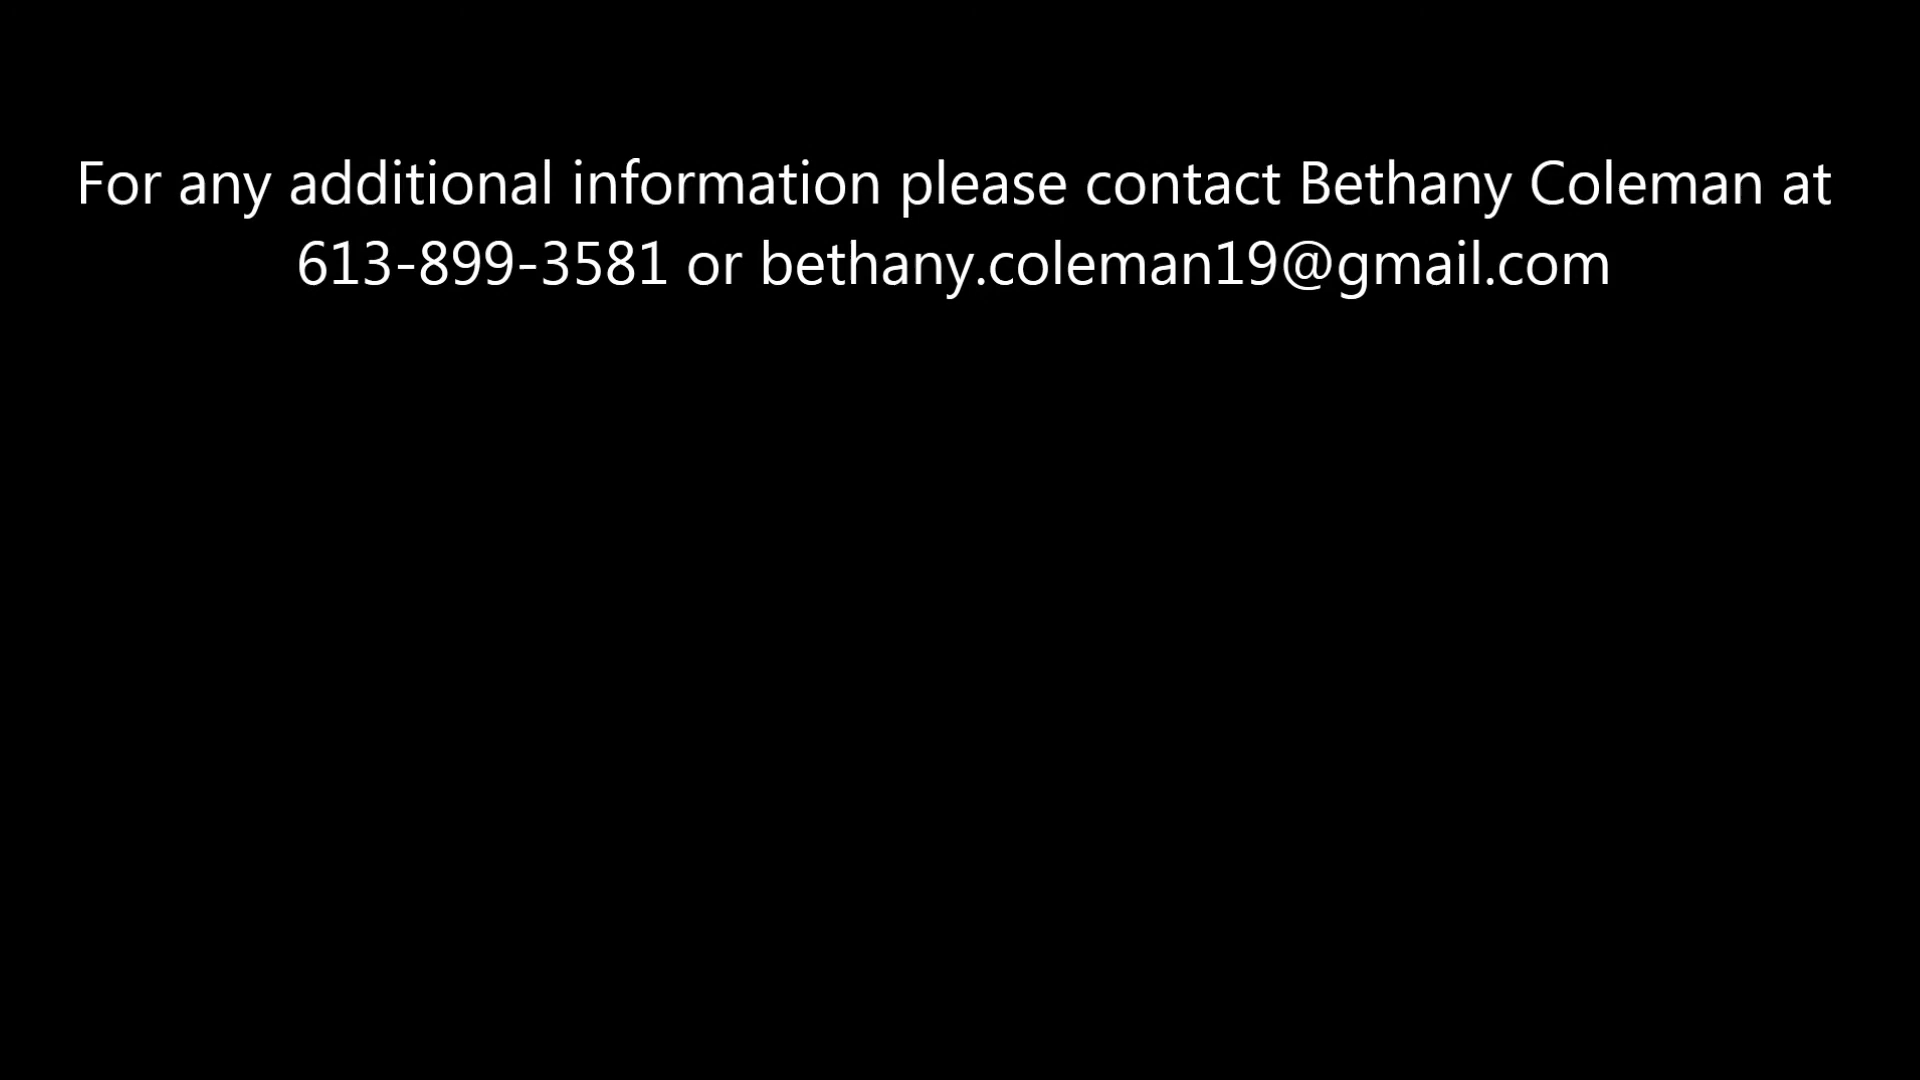 For any additional information please contact Bethany Coleman at
613-899-3581 or bethany.coleman19@gmail.com